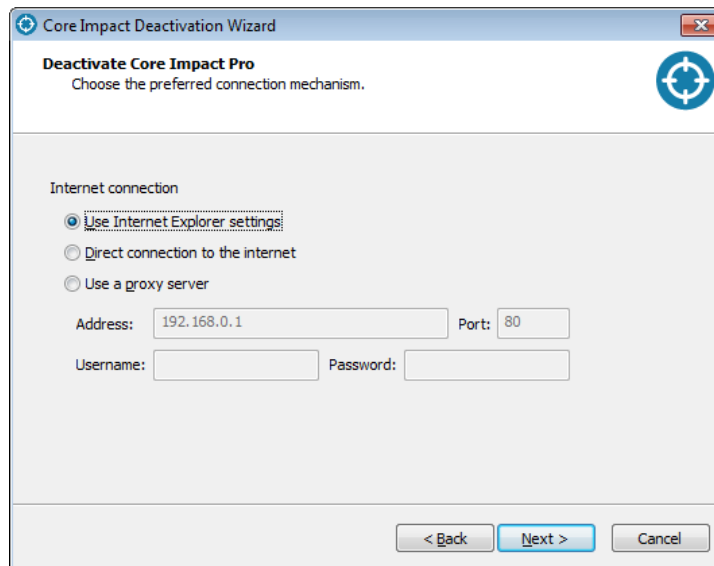 Core Impact Deactivation Wizard
Deactivate Core Impact Pro
Choose the preferred connection mechanism.
Internet connection
Use Internet Explorer settings
Direct connection to the internet
Use a proxy server
Address: 192.168.0.1 Port: 80
Username: Password:
< Back Next > Cancel